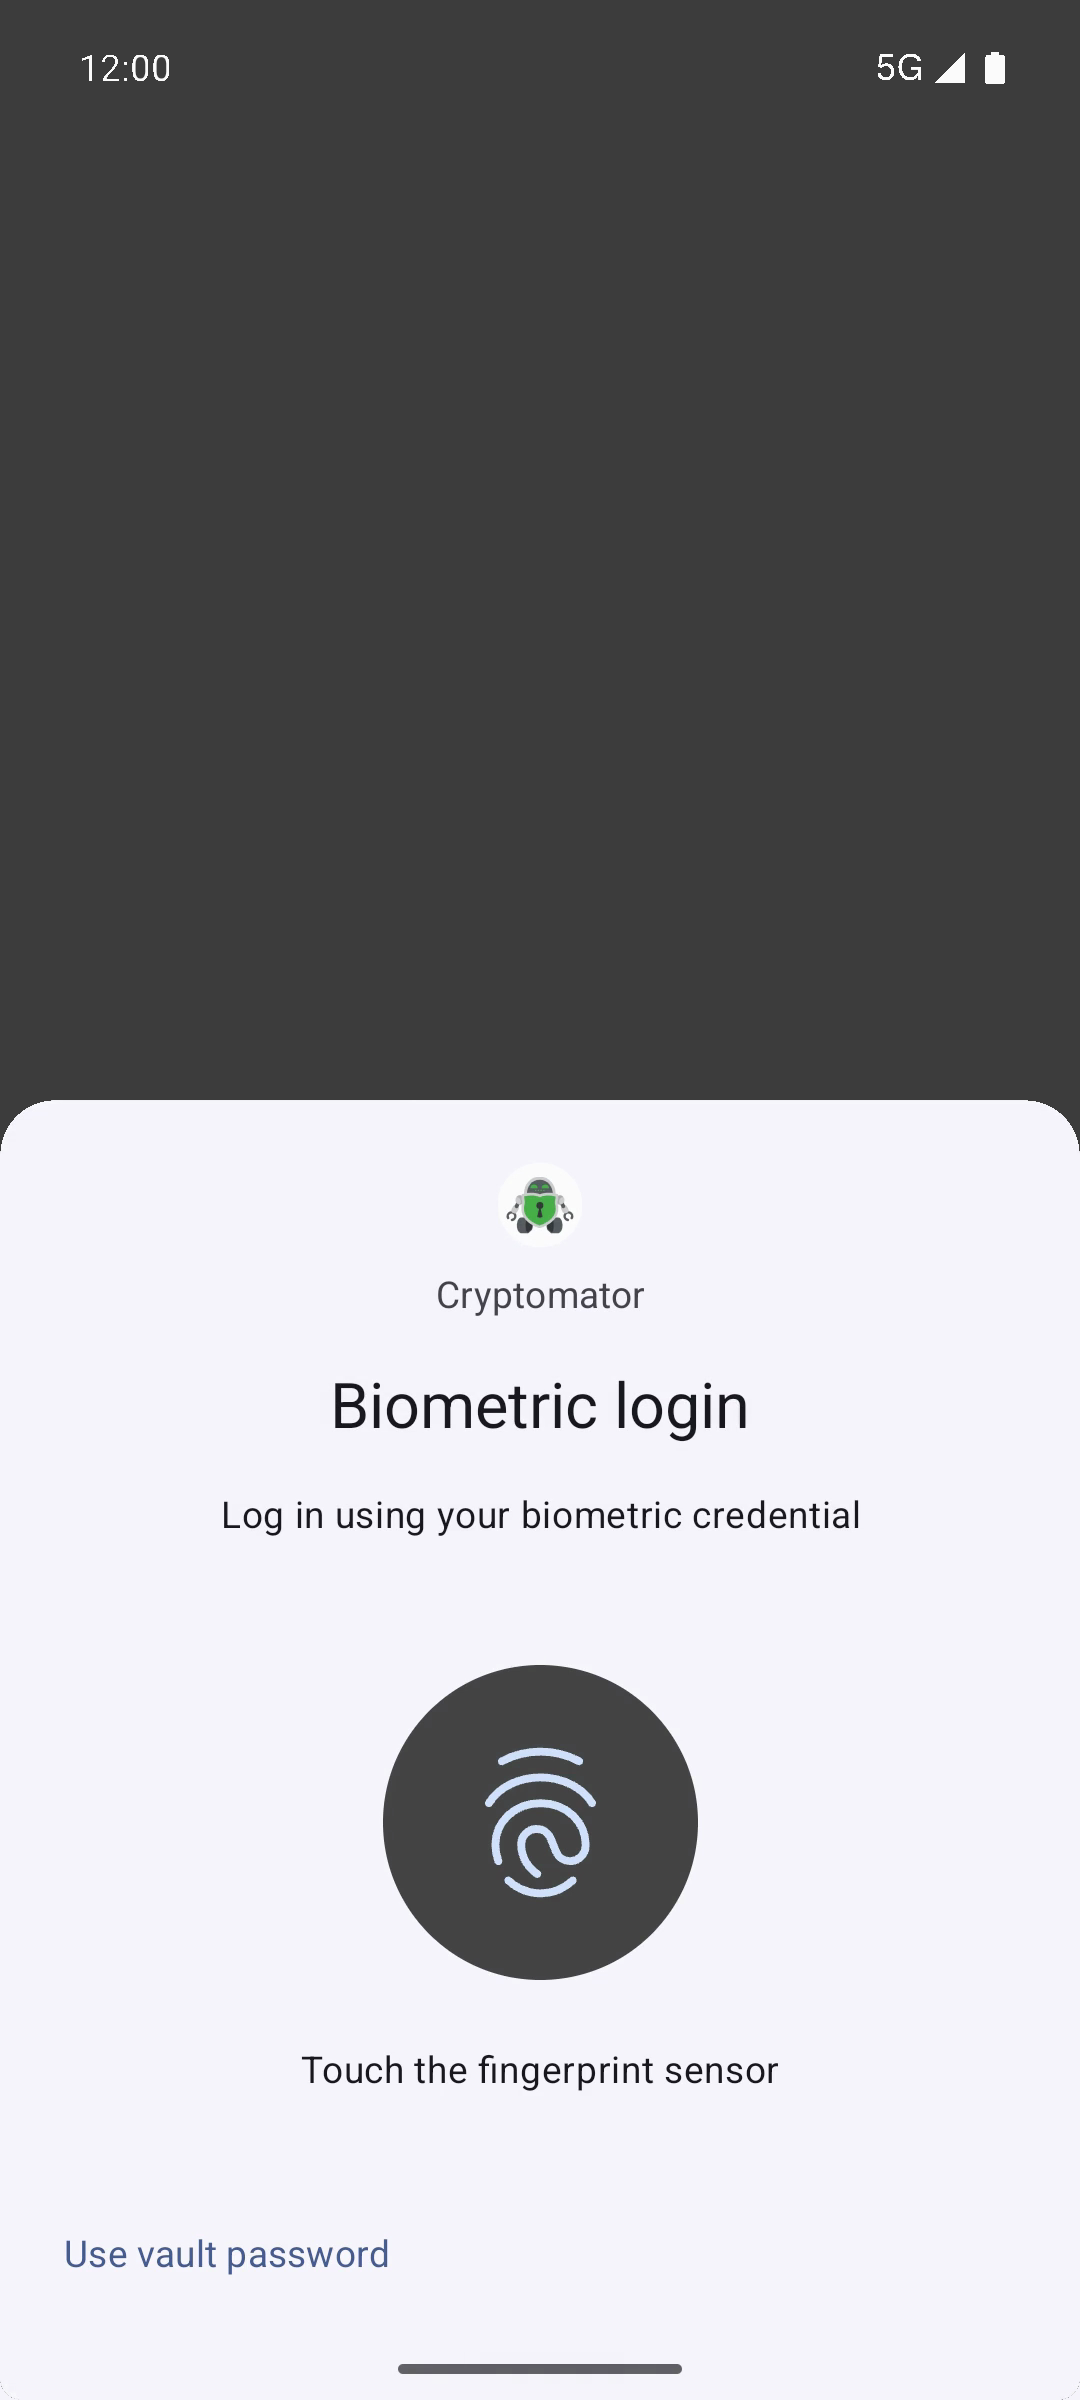 12:00
5G
Cryptomator
Biometric login
Log in using your biometric credential
Touch the fingerprint sensor
Use vault password